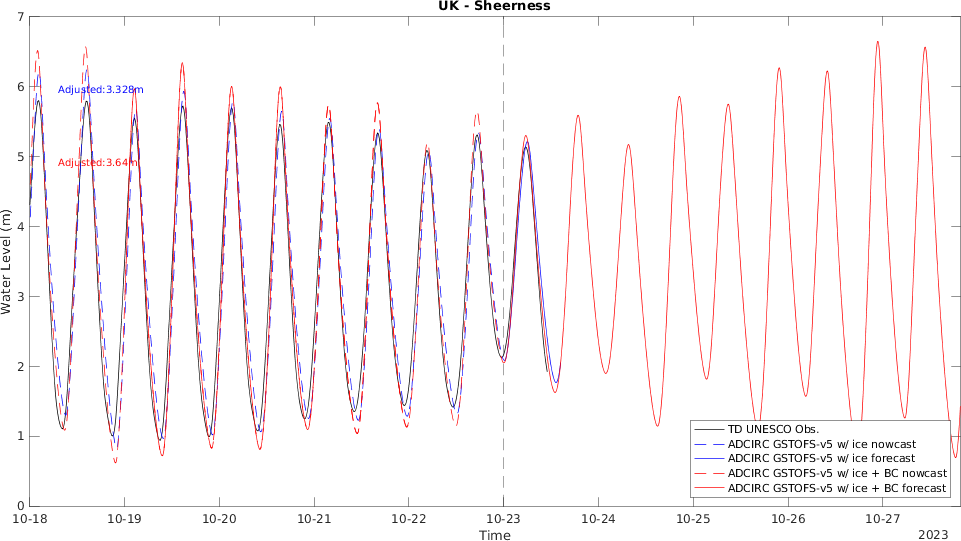 UK - Sheerness
7
6
5
4
3
2
1
0
Water Level (m)
Adjusted:3.328m
Adjusted:3.64m
TD UNESCO Obs.
ADCIRC GSTOFS-v5 w/ ice nowcast
ADCIRC GSTOFS-v5 w/ ice forecast
ADCIRC GSTOFS-v5 w/ ice + BC nowcast
ADCIRC GSTOFS-v5 w/ ice + BC forecast
10-18 10-19 10-20 10-21 10-22 10-23 10-24 10-25 10-26 10-27
Time
2023